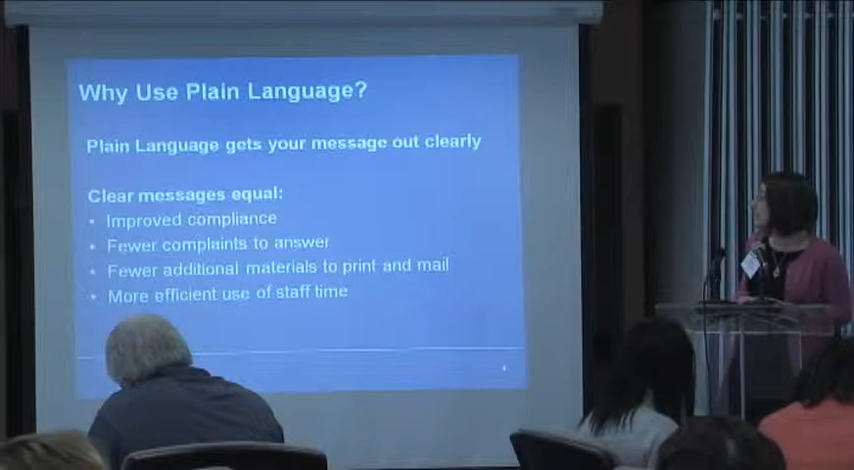 Why Use Plain Language?
Plain Language gets your message out clearly
Clear messages equal:
• Improved compliance
• Fewer complaints to answer
• Fewer additional materials to print and mail
• More efficient use of staff time
4